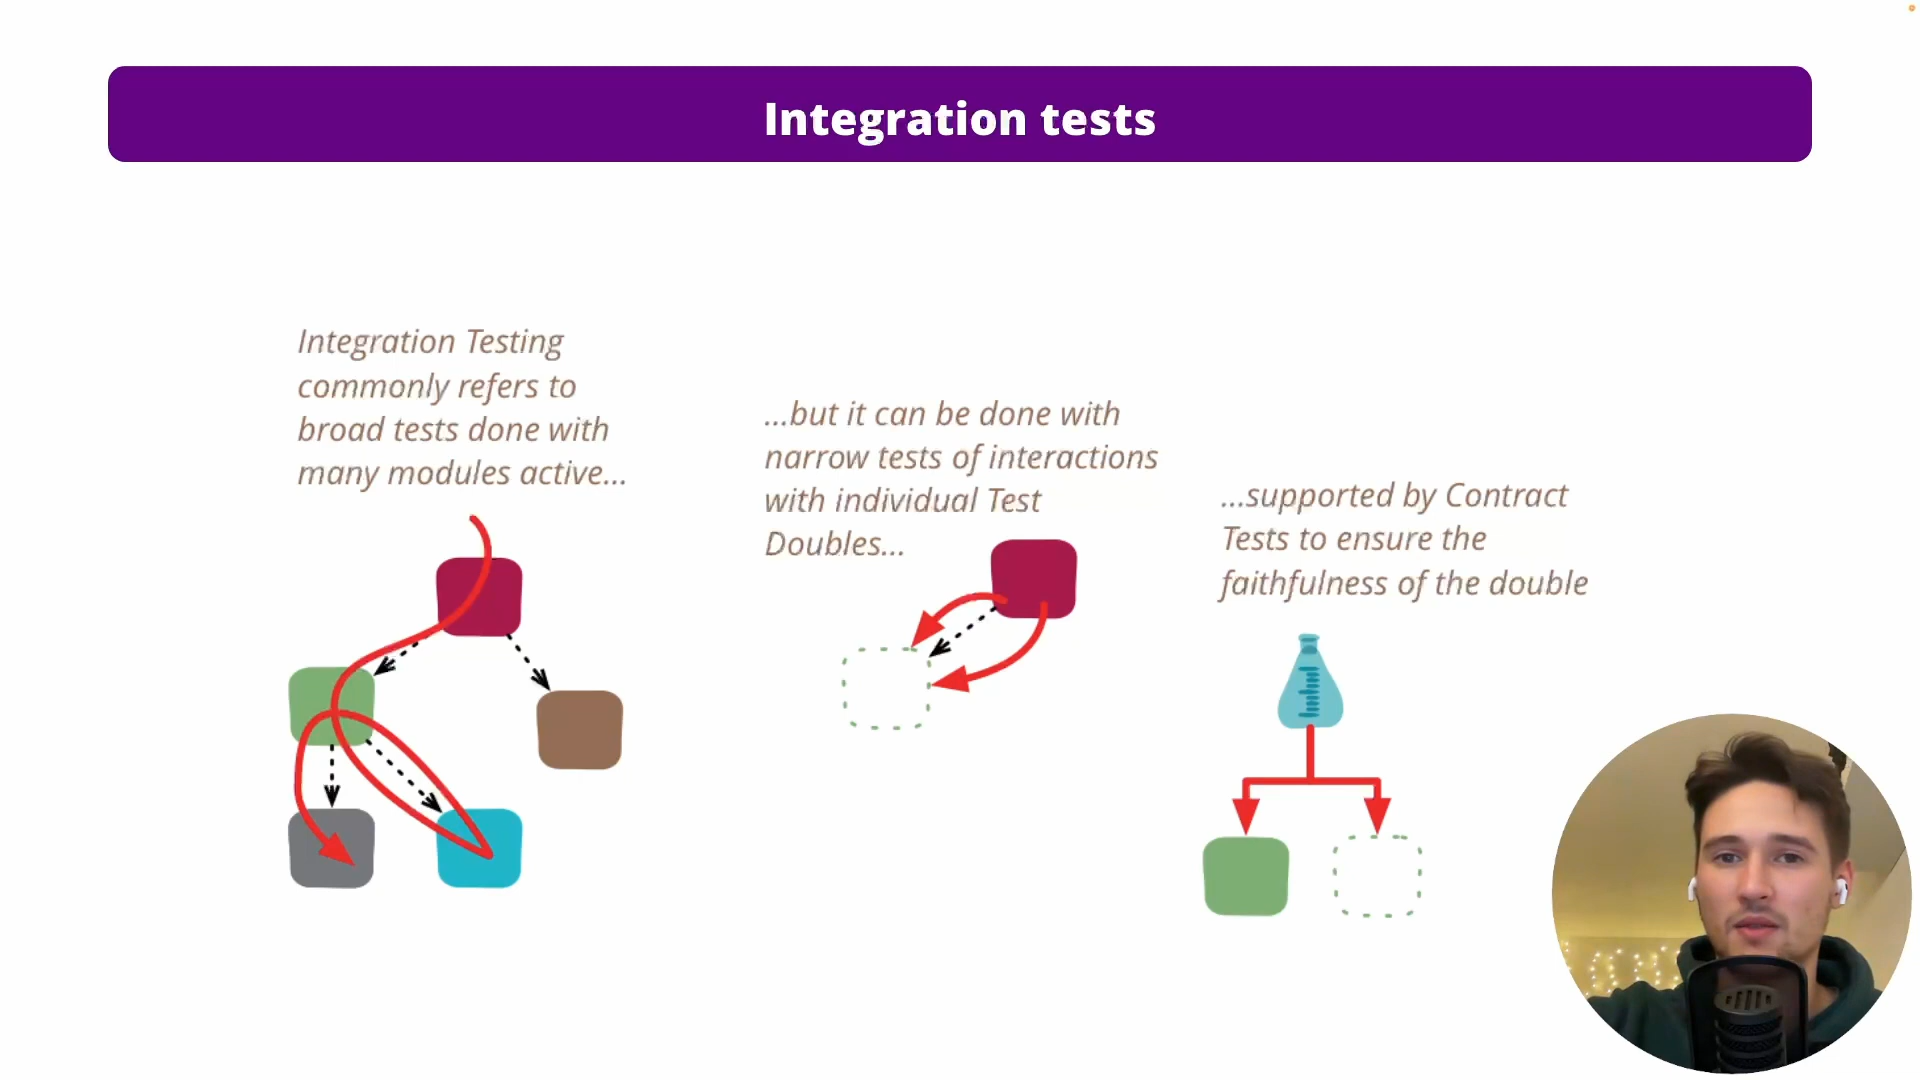 Integration tests
Integration Testing
commonly refers to
broad tests done with
many modules active...
...but it can be done with
narrow tests of interactions
with individual Test
Doubles...
...supported by Contract
Tests to ensure the
faithfulness of the double